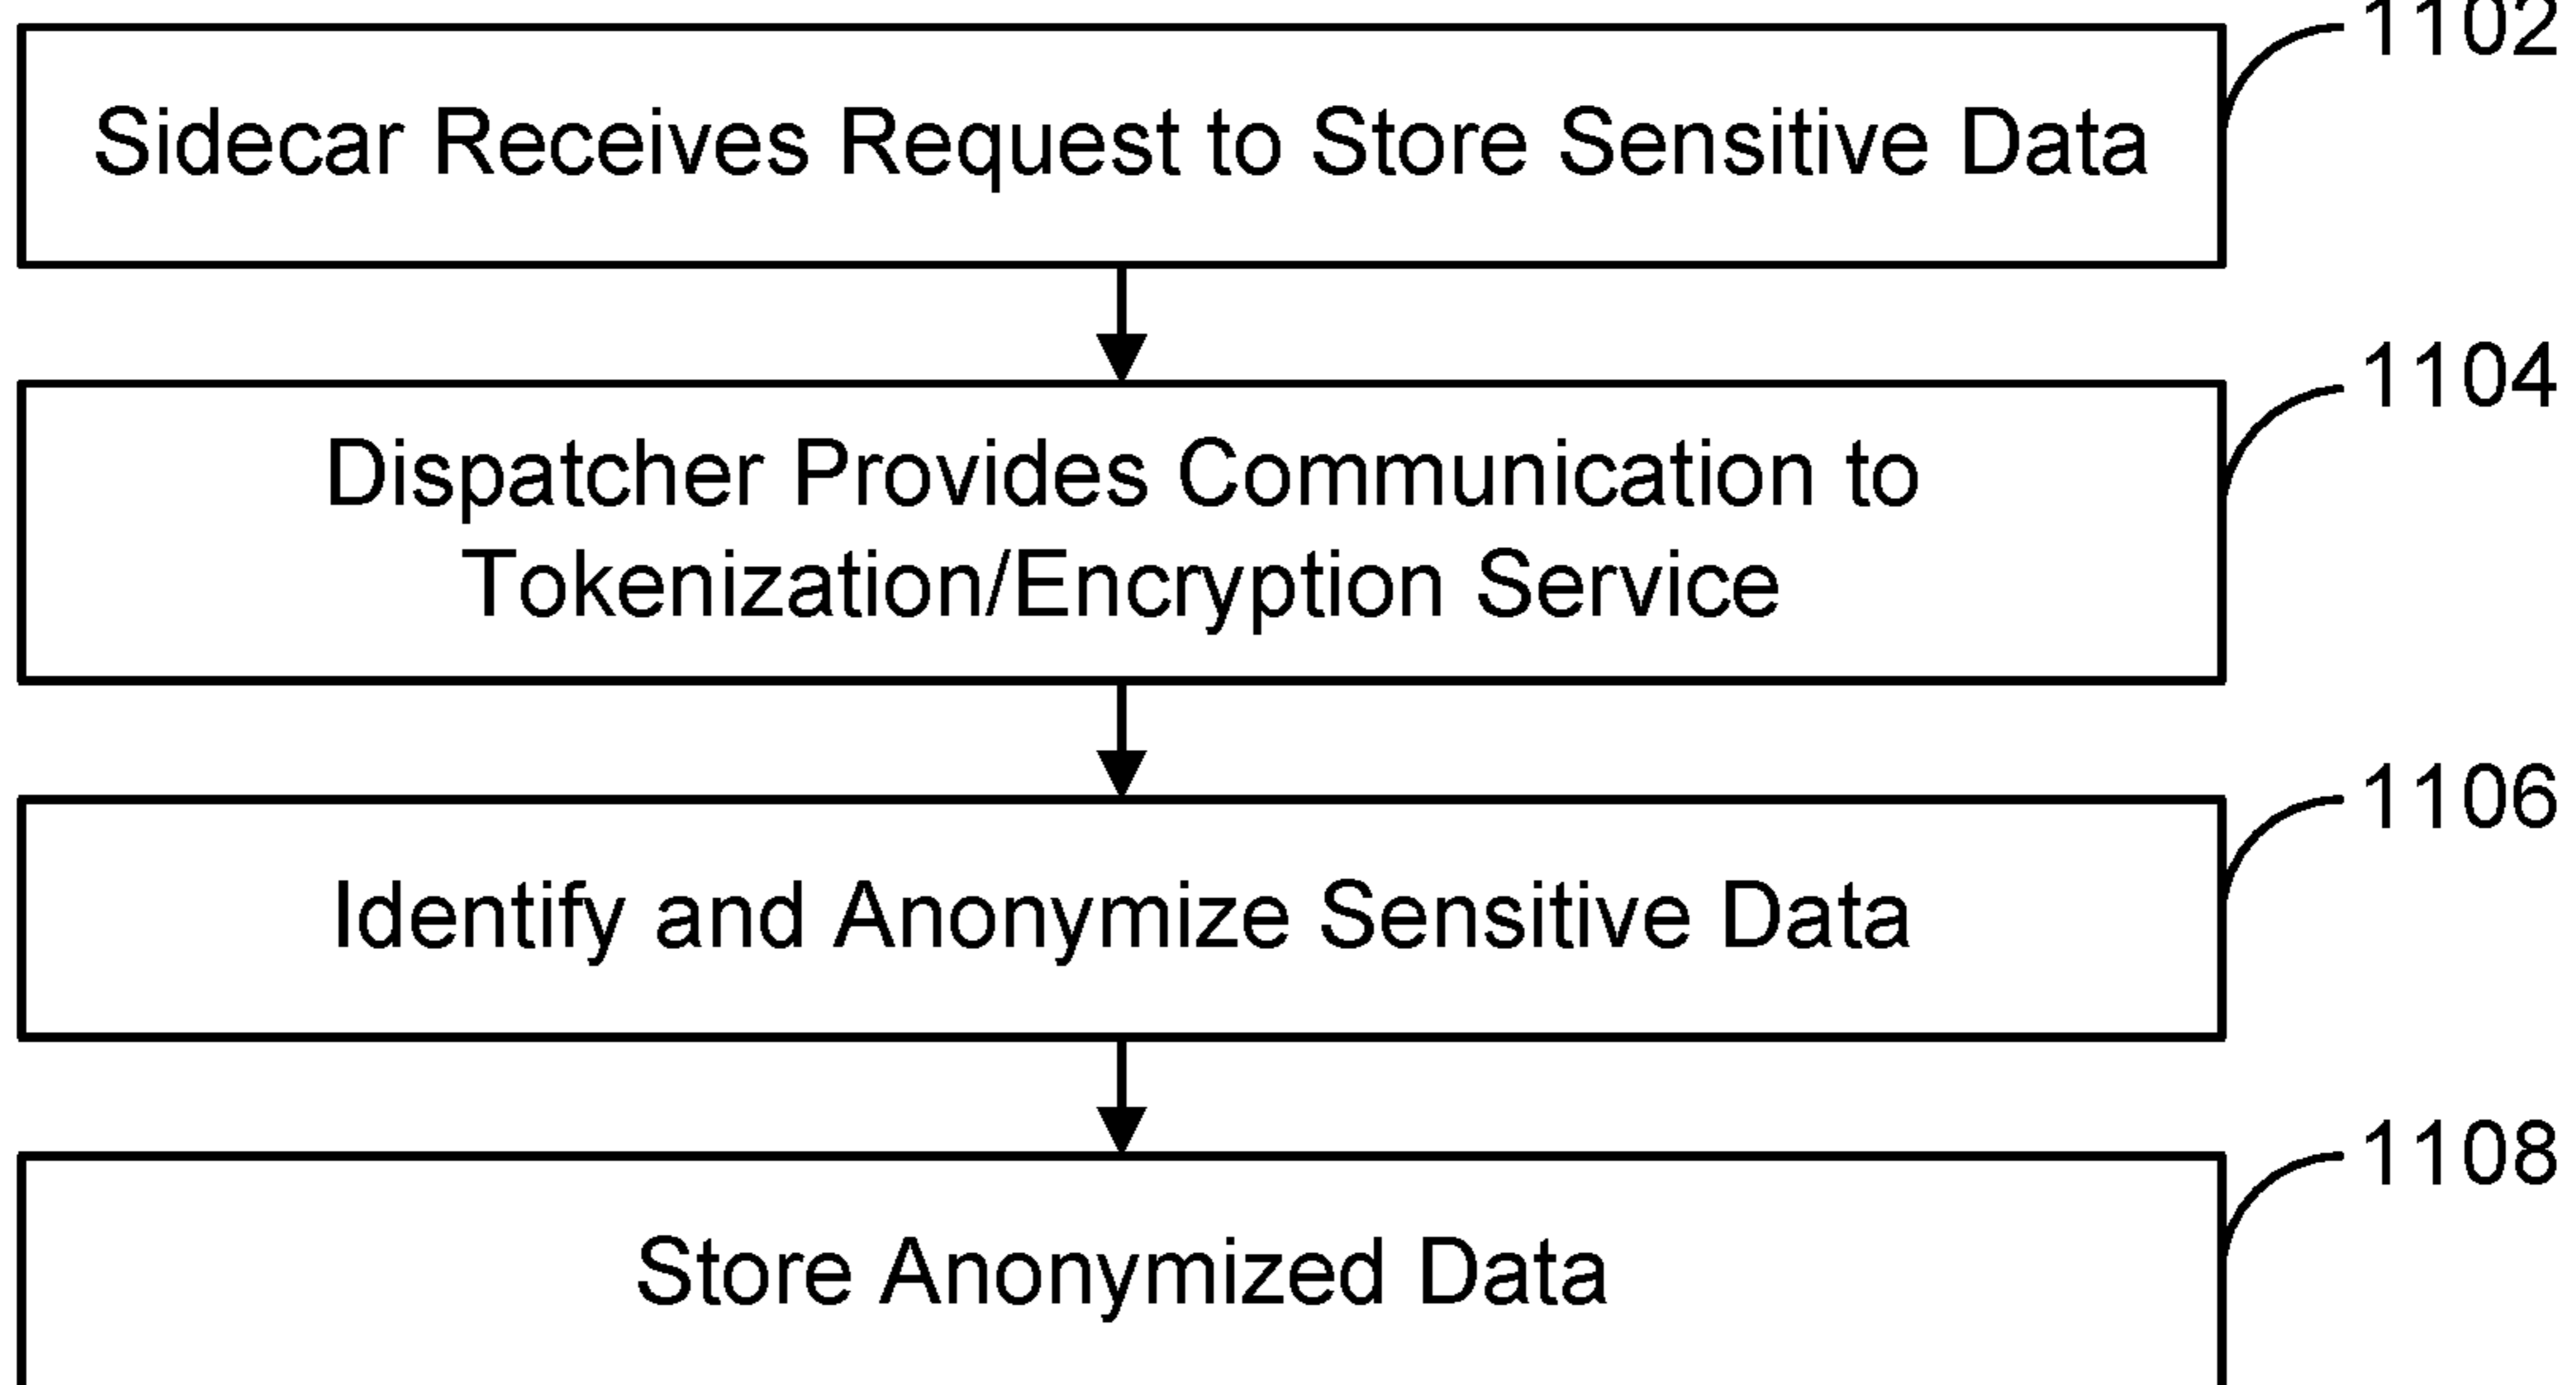 1102
Sidecar Receives Request to Store Sensitive Data
1104
Dispatcher Provides Communication to
Tokenization/Encryption Service
1106
Identify and Anonymize Sensitive Data
1108
Store Anonymized Data